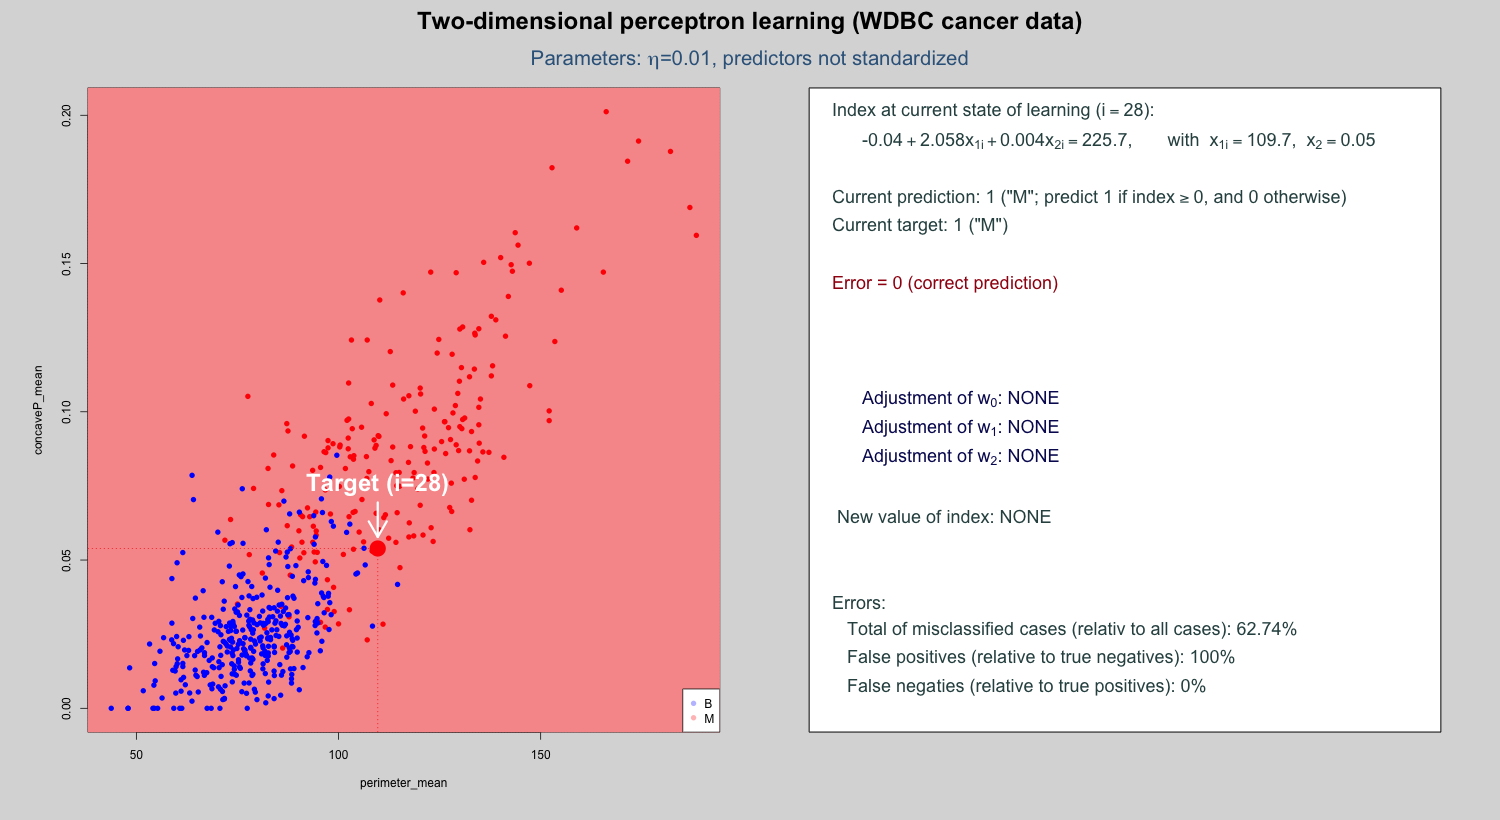 Two-dimensional perceptron learning (WDBC cancer data)
Parameters: η=0.01, predictors not standardized
0.20
0.15
0.10
0.05
0.00
concaveP_mean
50
100
150
perimeter_mean
Target (i=28)
B
M
Index at current state of learning (i = 28):
-0.04 + 2.058x1i + 0.004x2i = 225.7, with x1i = 109.7, x2 = 0.05
Current prediction: 1 ("M"; predict 1 if index ≥ 0, and 0 otherwise)
Current target: 1 ("M")
Error = 0 (correct prediction)
Adjustment of w0: NONE
Adjustment of w1: NONE
Adjustment of w2: NONE
New value of index: NONE
Errors:
Total of misclassified cases (relativ to all cases): 62.74%
False positives (relative to true negatives): 100%
False negaties (relative to true positives): 0%